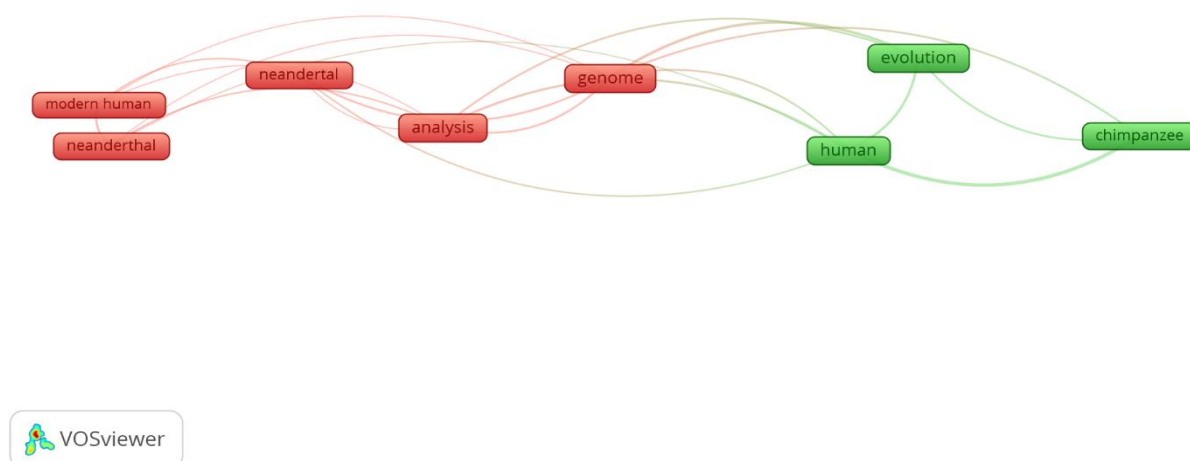 evolution
neandertal
genome
modern human
analysis
chimpanzee
neanderthal
human
VOSviewer